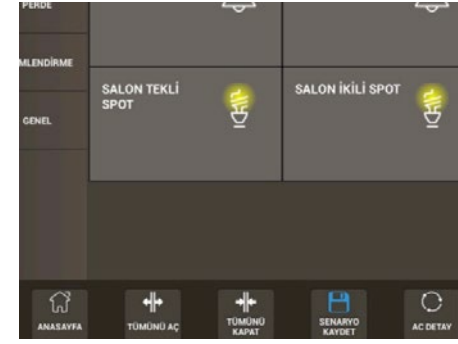 PERDE
MLENDİRME
GENEL
SALON TEKLİ
SPOT
SALON İKİLİ SPOT
ANASAYFA
TÜMÜNÜ AÇ
TÜMÜNÜ
KAPAT
SENARYO
KAYDET
AC DETAY